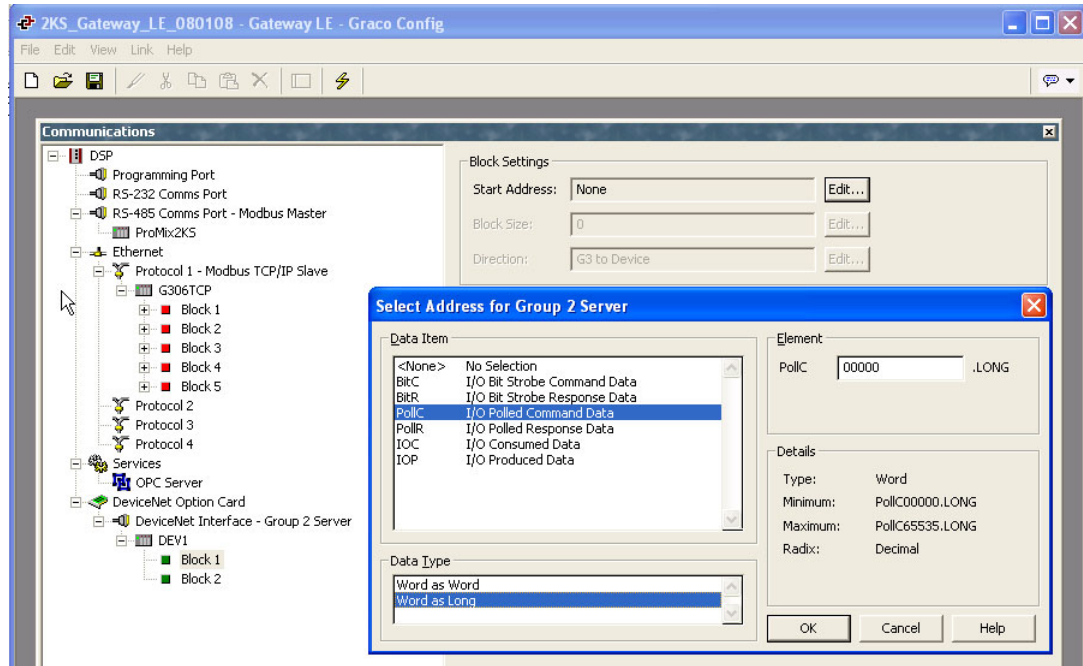 2KS_Gateway_LE_080108 - Gateway LE - Graco Config
File Edit View Link Help
Communications
DSP
Programming Port
RS-232 Comms Port
RS-485 Comms Port - Modbus Master
ProMix2KS
Ethernet
Protocol 1 - Modbus TCP/IP Slave
G306TCP
Block 1
Block 2
Block 3
Block 4
Block 5
Protocol 2
Protocol 3
Protocol 4
Services
OPC Server
DeviceNet Option Card
DeviceNet Interface - Group 2 Server
DEV1
Block 1
Block 2
Block Settings
Start Address: None Edit...
Block Size: 0 Edit...
Direction: G3 to Device Edit...
Select Address for Group 2 Server
Data Item
<None> No Selection
BitC I/O Bit Strobe Command Data
BitR I/O Bit Strobe Response Data
PollC I/O Polled Command Data
PollR I/O Polled Response Data
IOC I/O Consumed Data
IOP I/O Produced Data
Data Type
Word as Word
Word as Long
Element
PollC 00000 .LONG
Details
Type: Word
Minimum: PollC00000.LONG
Maximum: PollC65535.LONG
Radix: Decimal
OK Cancel Help